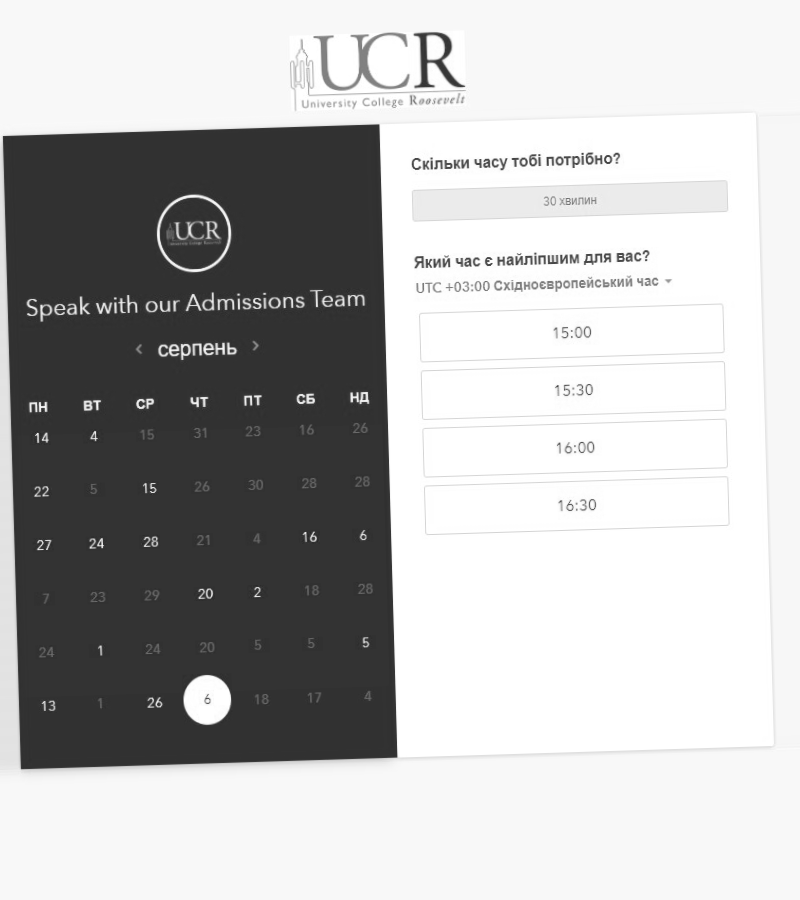 UCR
University College Roosevelt
UCR
Speak with our Admissions Team
серпень
ПН ВТ СР ЧТ ПТ СБ НД
14 4 15 31 23 16 26
22 5 15 26 30 28 28
27 24 28 21 4 16 6
7 23 29 20 2 18 28
24 1 24 20 5 5 5
13 1 26 6 18 17 4
Скільки часу тобі потрібно?
30 хвилин
Який час є найліпшим для вас?
UTC +03:00 Східноєвропейський час
15:00
15:30
16:00
16:30